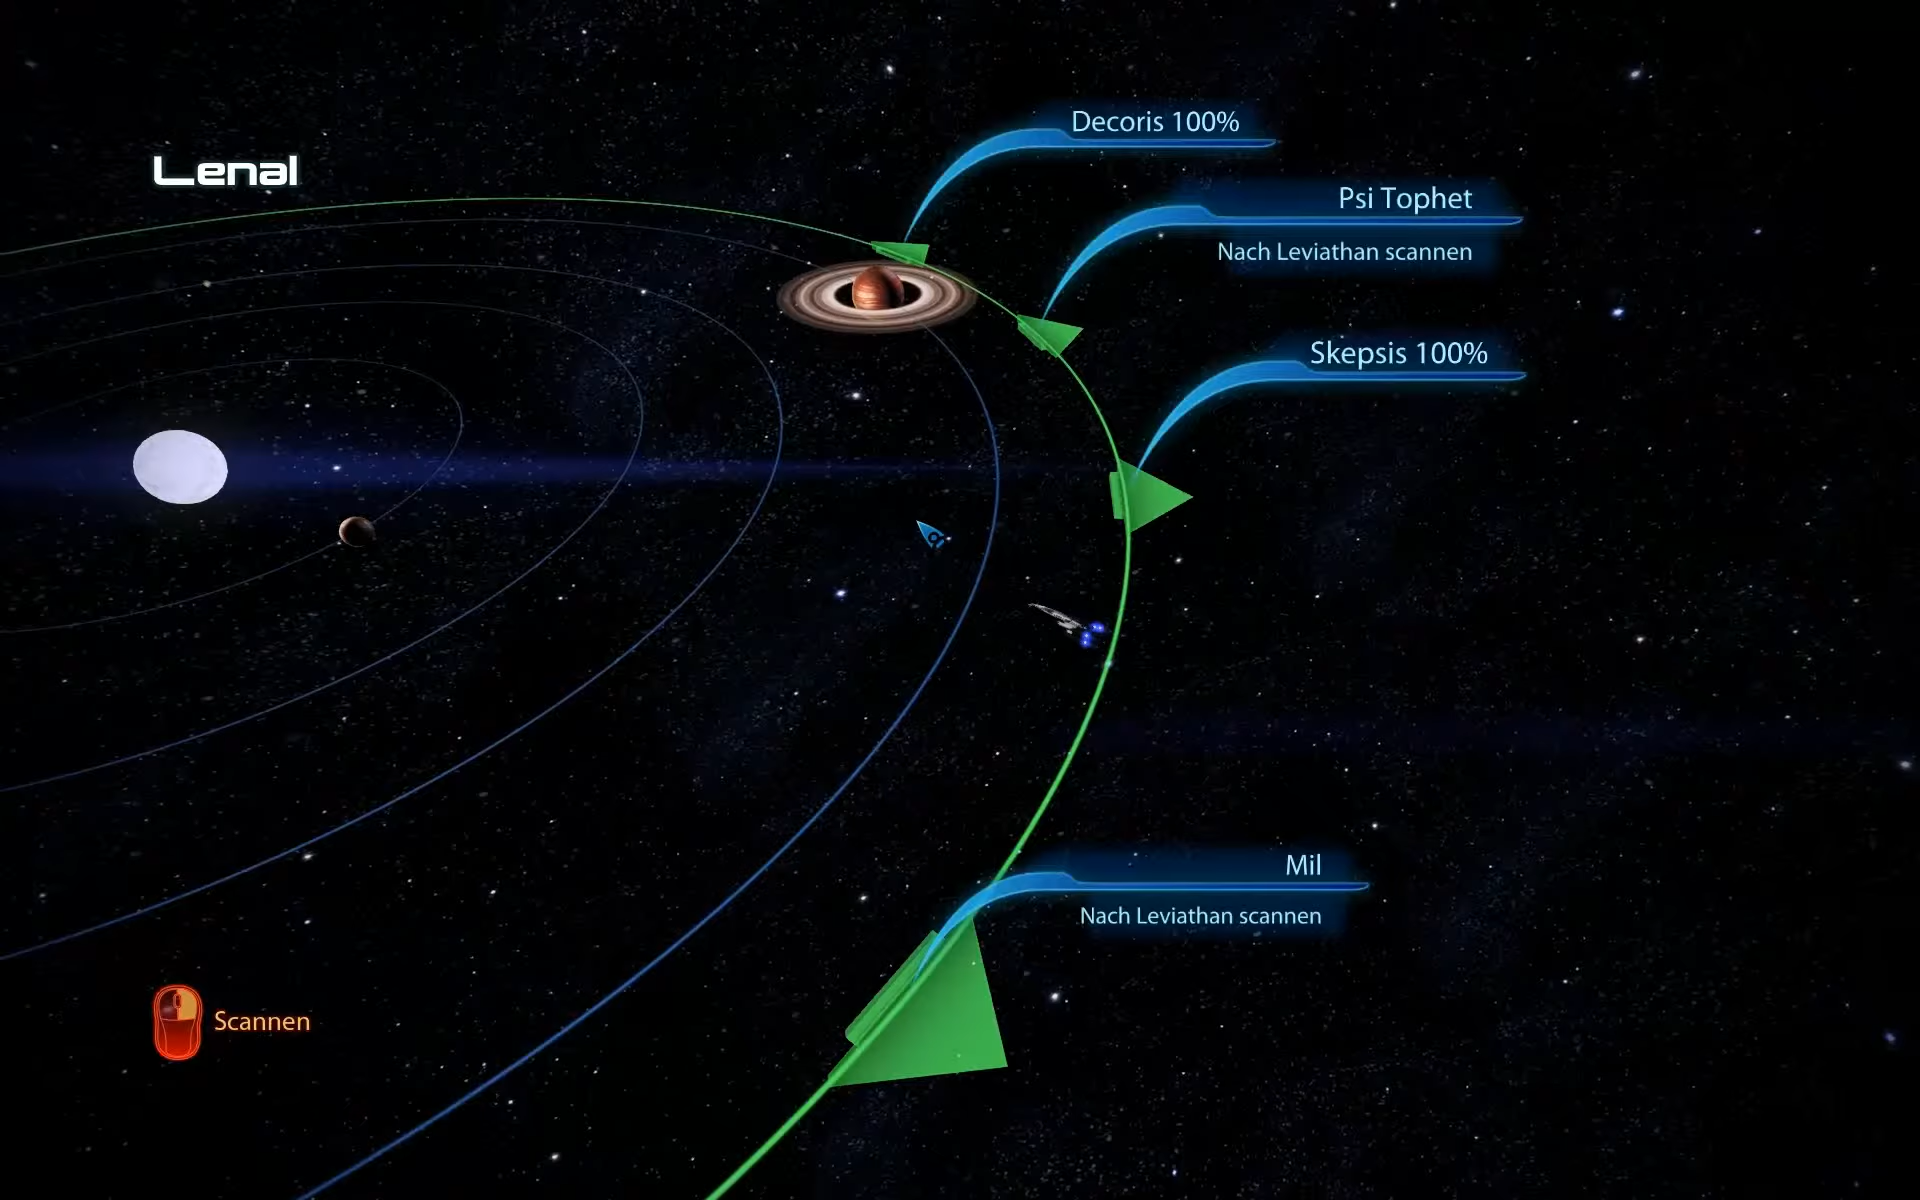 Lenal
Decoris 100%
Psi Tophet
Nach Leviathan scannen
Skepsis 100%
Mil
Nach Leviathan scannen
Scannen